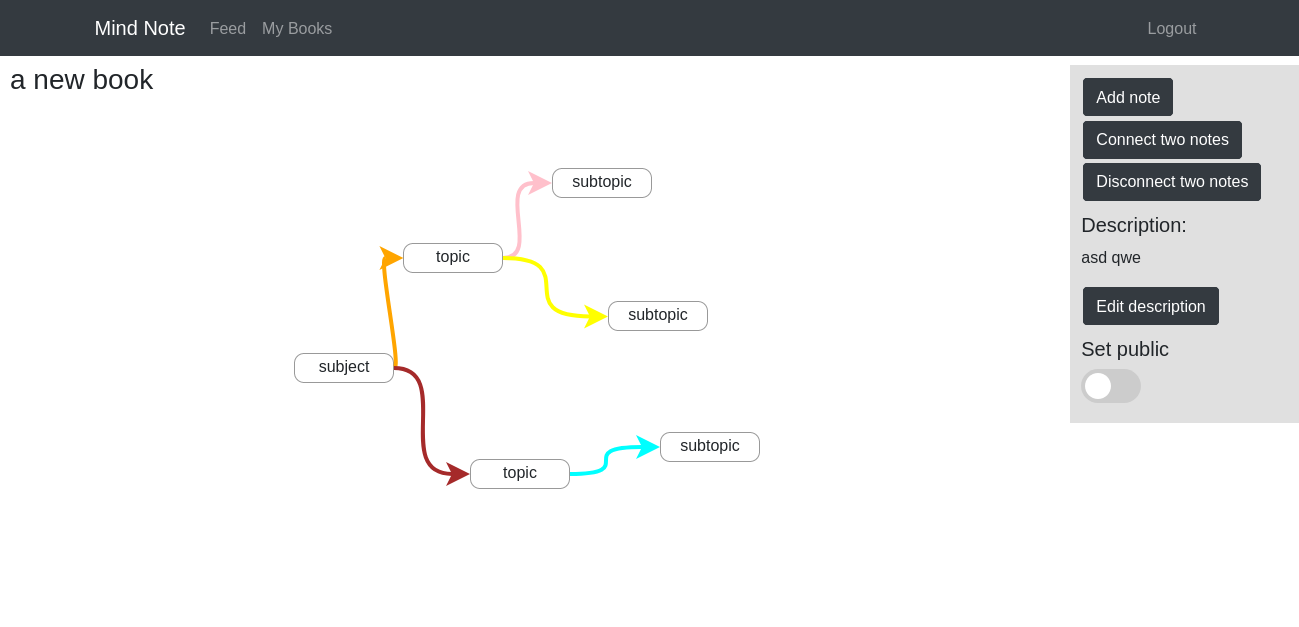 Mind Note Feed My Books Logout
a new book
Add note
Connect two notes
Disconnect two notes
Description:
asd qwe
Edit description
Set public
subtopic
topic
subtopic
subject
subtopic
topic